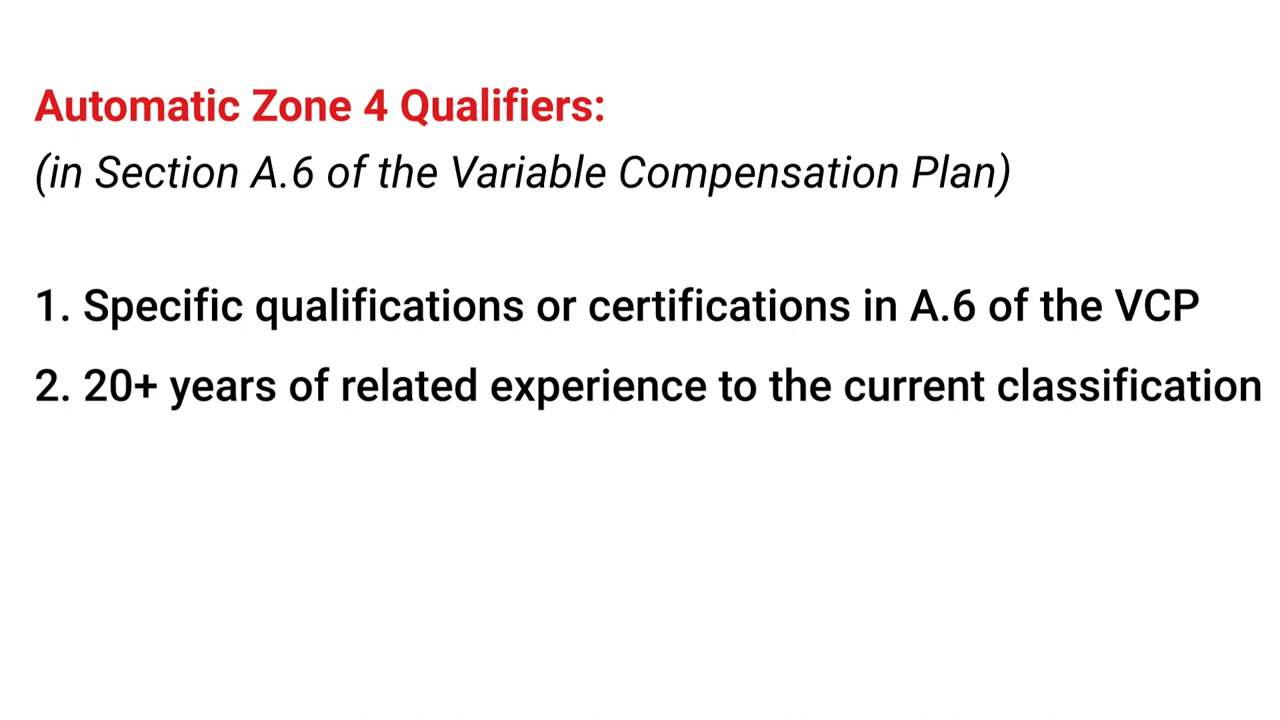 Automatic Zone 4 Qualifiers:
(in Section A.6 of the Variable Compensation Plan)
1. Specific qualifications or certifications in A.6 of the VCP
2. 20+ years of related experience to the current classification